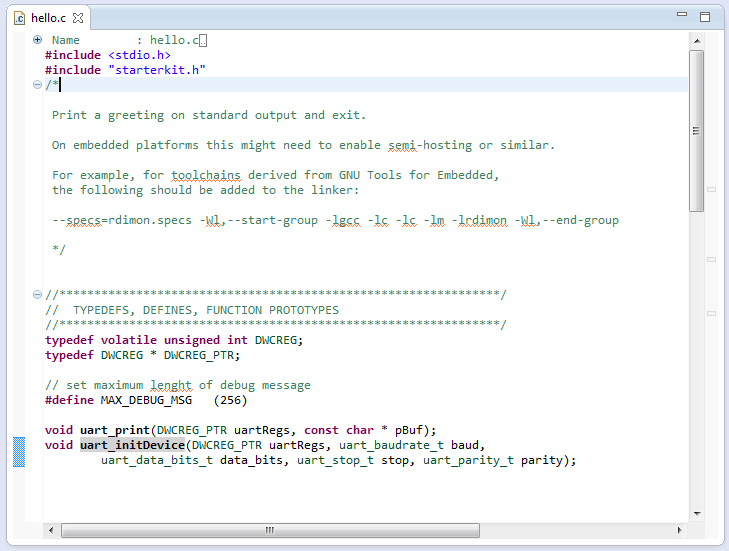 hello.c
Name        : hello.c..
#include <stdio.h>
#include "starterkit.h"
/*
Print a greeting on standard output and exit.
On embedded platforms this might need to enable semi-hosting or similar.
For example, for toolchains derived from GNU Tools for Embedded,
the following should be added to the linker:
--specs=rdimon.specs -Wl,--start-group -lgcc -lc -lc -lm -lrdimon -Wl,--end-group
*/
//***************************************************************/
//  TYPEDEFS, DEFINES, FUNCTION PROTOTYPES
//***************************************************************/
typedef volatile unsigned int DWCREG;
typedef DWCREG * DWCREG_PTR;
// set maximum lenght of debug message
#define MAX_DEBUG_MSG   (256)
void uart_print(DWCREG_PTR uartRegs, const char * pBuf);
void uart_initDevice(DWCREG_PTR uartRegs, uart_baudrate_t baud,
        uart_data_bits_t data_bits, uart_stop_t stop, uart_parity_t parity);